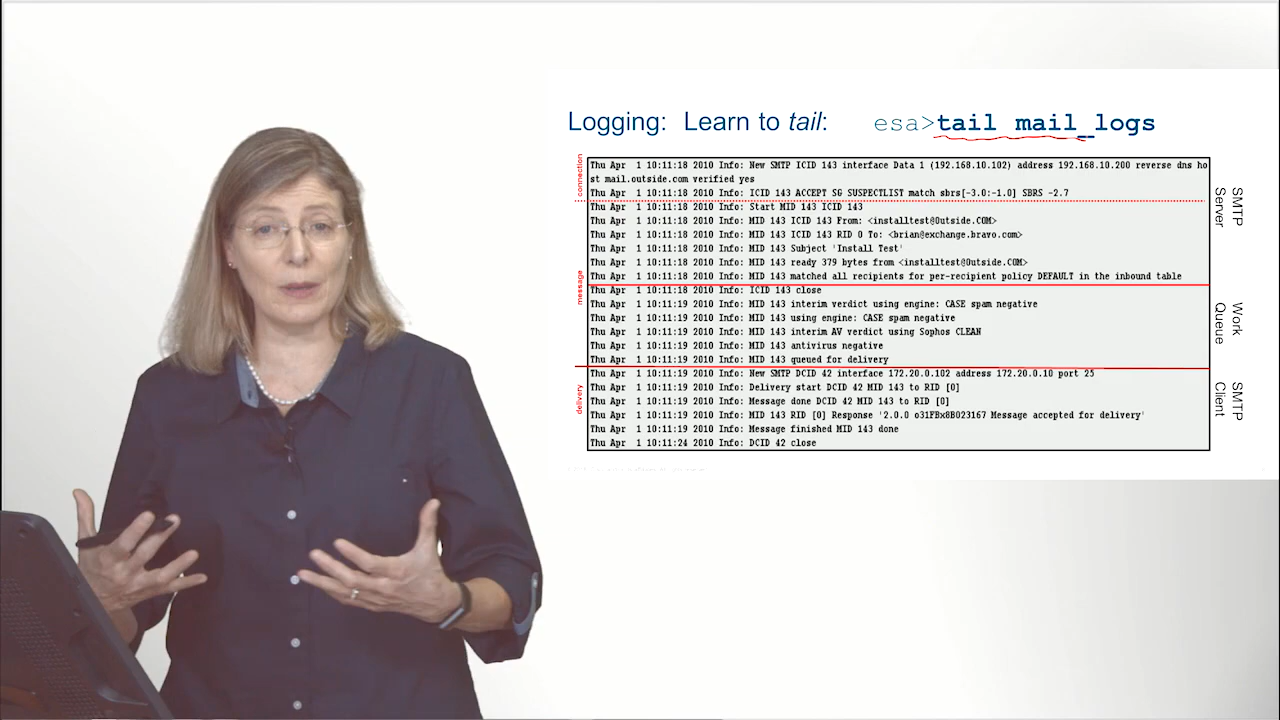 Logging: Learn to tail: esa>tail mail_logs
connection
Thu Apr 1 10:11:18 2010 Info: New SMTP ICID 143 interface Data 1 (192.168.10.102) address 192.168.10.200 reverse dns ho
st mail.outside.com verified yes
Thu Apr 1 10:11:18 2010 Info: ICID 143 ACCEPT SG SUSPECTLIST match sbrs[-3.0:-1.0] SBRS -2.7
SMTP
Server
message
Thu Apr 1 10:11:18 2010 Info: Start MID 143 ICID 143
Thu Apr 1 10:11:18 2010 Info: MID 143 ICID 143 From: <installtest@Outside.COM>
Thu Apr 1 10:11:18 2010 Info: MID 143 ICID 143 RID 0 To: <brian@exchange.bravo.com>
Thu Apr 1 10:11:18 2010 Info: MID 143 Subject 'Install Test'
Thu Apr 1 10:11:18 2010 Info: MID 143 ready 379 bytes from <installtest@Outside.COM>
Thu Apr 1 10:11:18 2010 Info: MID 143 matched all recipients for per-recipient policy DEFAULT in the inbound table
Thu Apr 1 10:11:18 2010 Info: ICID 143 close
Thu Apr 1 10:11:19 2010 Info: MID 143 interim verdict using engine: CASE spam negative
Thu Apr 1 10:11:19 2010 Info: MID 143 using engine: CASE spam negative
Thu Apr 1 10:11:19 2010 Info: MID 143 interim AV verdict using Sophos CLEAN
Thu Apr 1 10:11:19 2010 Info: MID 143 antivirus negative
Thu Apr 1 10:11:19 2010 Info: MID 143 queued for delivery
Work
Queue
delivery
Thu Apr 1 10:11:19 2010 Info: New SMTP DCID 42 interface 172.20.0.102 address 172.20.0.10 port 25
Thu Apr 1 10:11:19 2010 Info: Delivery start DCID 42 MID 143 to RID [0]
Thu Apr 1 10:11:19 2010 Info: Message done DCID 42 MID 143 to RID [0]
Thu Apr 1 10:11:19 2010 Info: MID 143 RID [0] Response '2.0.0 o31FBx8B023167 Message accepted for delivery'
Thu Apr 1 10:11:19 2010 Info: Message finished MID 143 done
Thu Apr 1 10:11:24 2010 Info: DCID 42 close
SMTP
Client